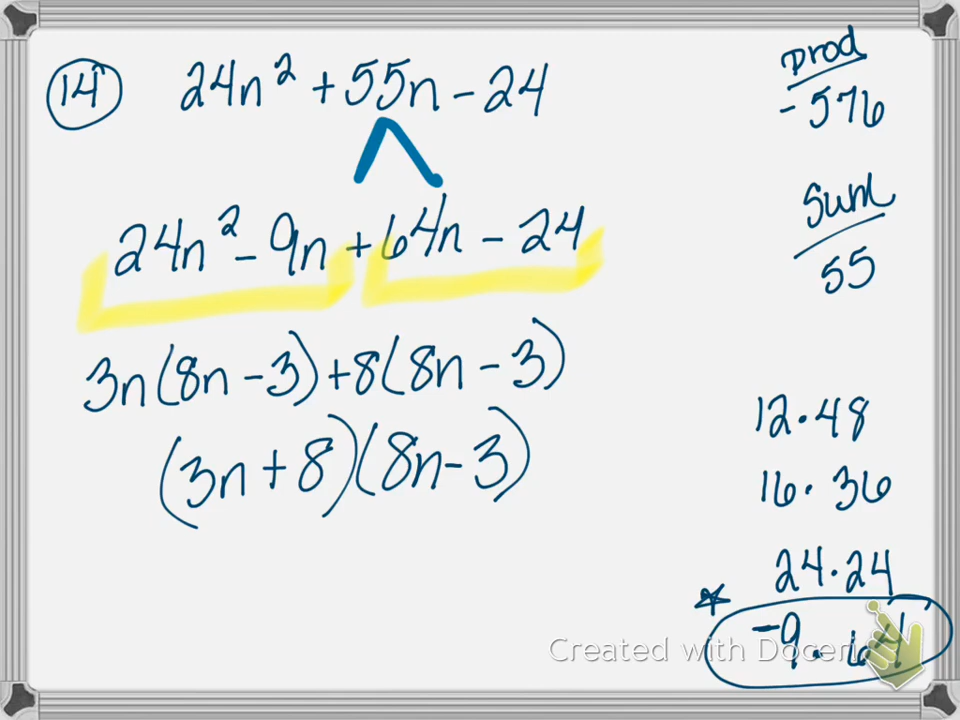 14 24n² + 55n - 24
prod
- 576
24n² - 9n + 64n - 24
Sum
55
3n(8n - 3) + 8(8n - 3)
(3n + 8)(8n - 3)
12 · 48
16 · 36
24 · 24
-9 · 64
Created with Doceri